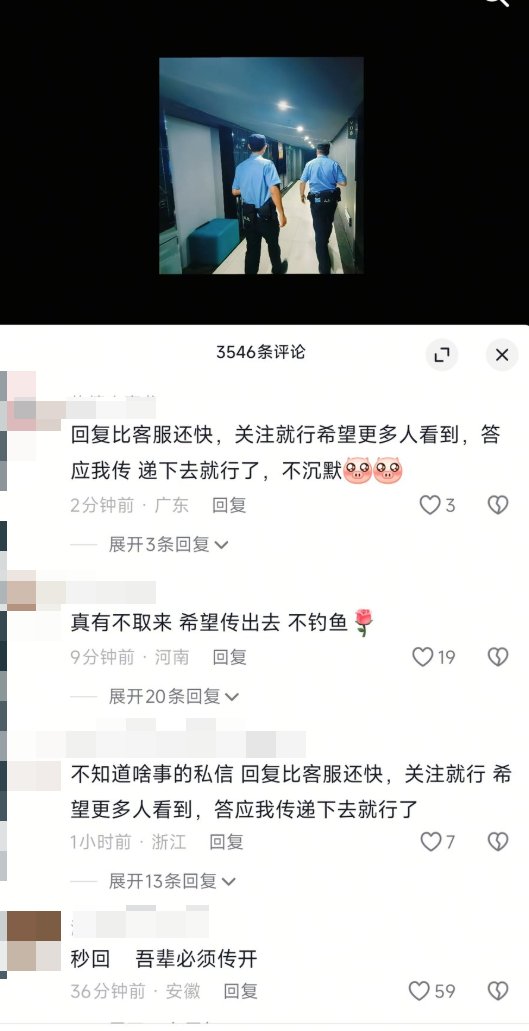 3546条评论
回复比客服还快，关注就行希望更多人看到，答
应我传 递下去就行了，不沉默
2分钟前 · 广东 回复
3
展开3条回复
真有不取来 希望传出去 不钓鱼
9分钟前 · 河南 回复
19
展开20条回复
不知道啥事的私信 回复比客服还快，关注就行 希
望更多人看到，答应我传递下去就行了
1小时前 · 浙江 回复
7
展开13条回复
秒回 吾辈必须传开
36分钟前 · 安徽 回复
59